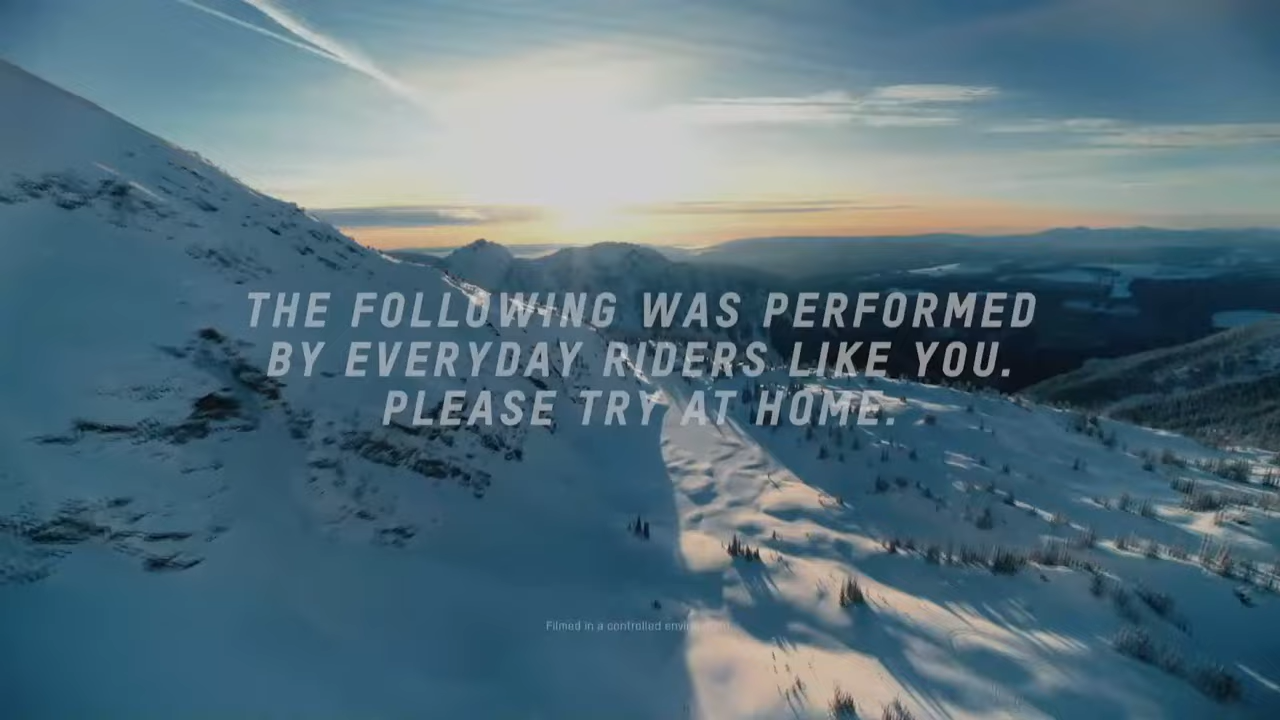 THE FOLLOWING WAS PERFORMED
BY EVERYDAY RIDERS LIKE YOU.
PLEASE TRY AT HOME.
Filmed in a controlled